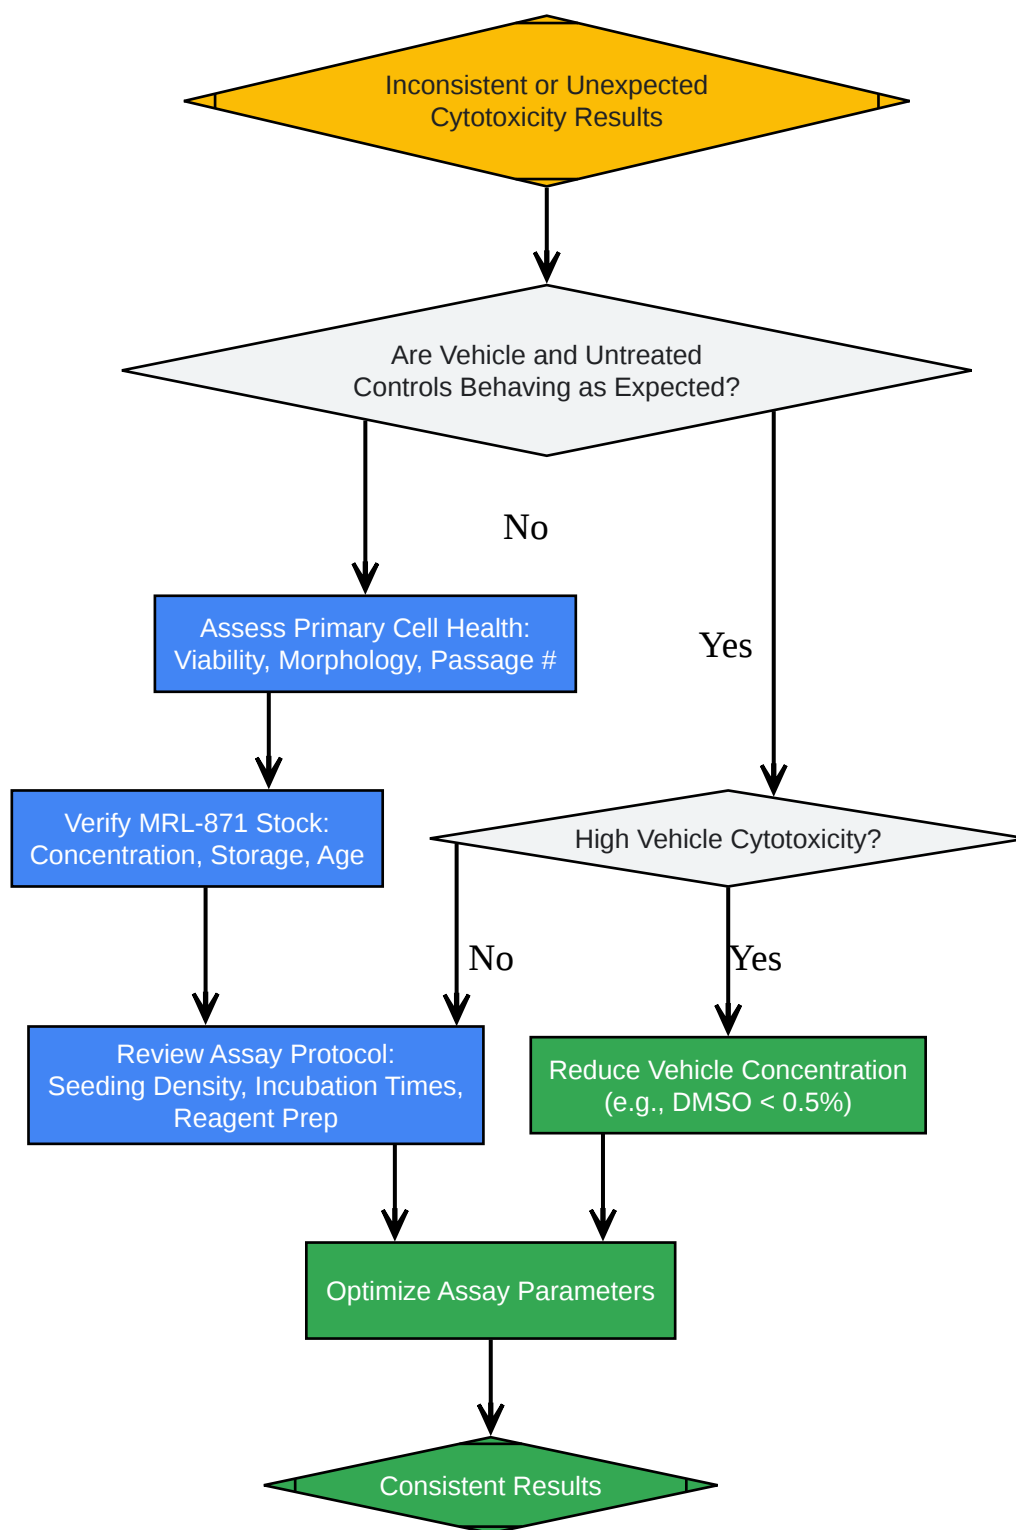 Inconsistent or Unexpected
Cytotoxicity Results
Are Vehicle and Untreated
Controls Behaving as Expected?
No
Assess Primary Cell Health:
Viability, Morphology, Passage #
Yes
Verify MRL-871 Stock:
Concentration, Storage, Age
High Vehicle Cytotoxicity?
No
Yes
Review Assay Protocol:
Seeding Density, Incubation Times,
Reagent Prep
Reduce Vehicle Concentration
(e.g., DMSO < 0.5%)
Optimize Assay Parameters
Consistent Results